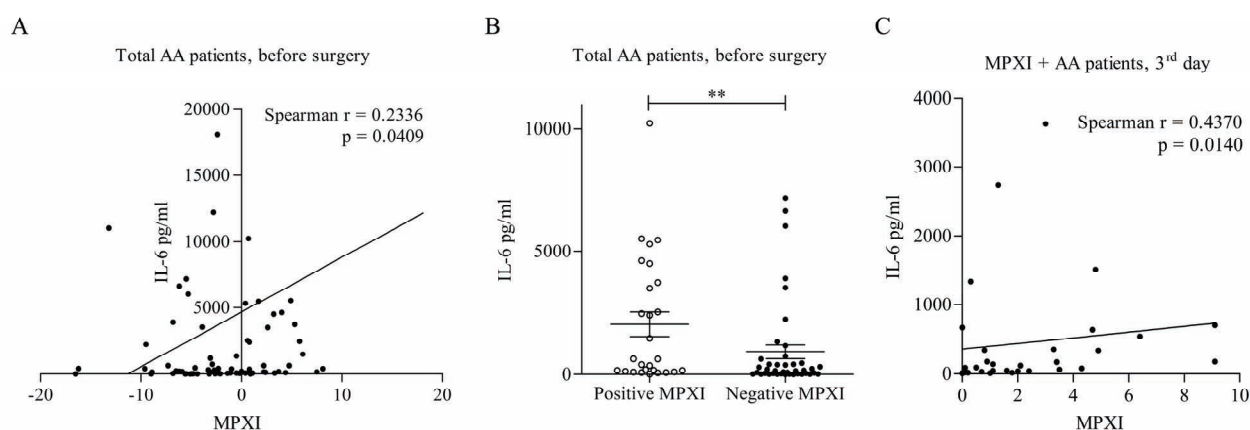 A
Total AA patients, before surgery
20000
15000
10000
5000
0
-20
-10
0
10
20
IL-6 pg/ml
MPXI
Spearman r = 0.2336
p = 0.0409
B
Total AA patients, before surgery
**
10000
5000
0
IL-6 pg/ml
Positive MPXI
Negative MPXI
C
MPXI + AA patients, 3rd day
4000
3000
2000
1000
0
0
2
4
6
8
10
IL-6 pg/ml
MPXI
Spearman r = 0.4370
p = 0.0140